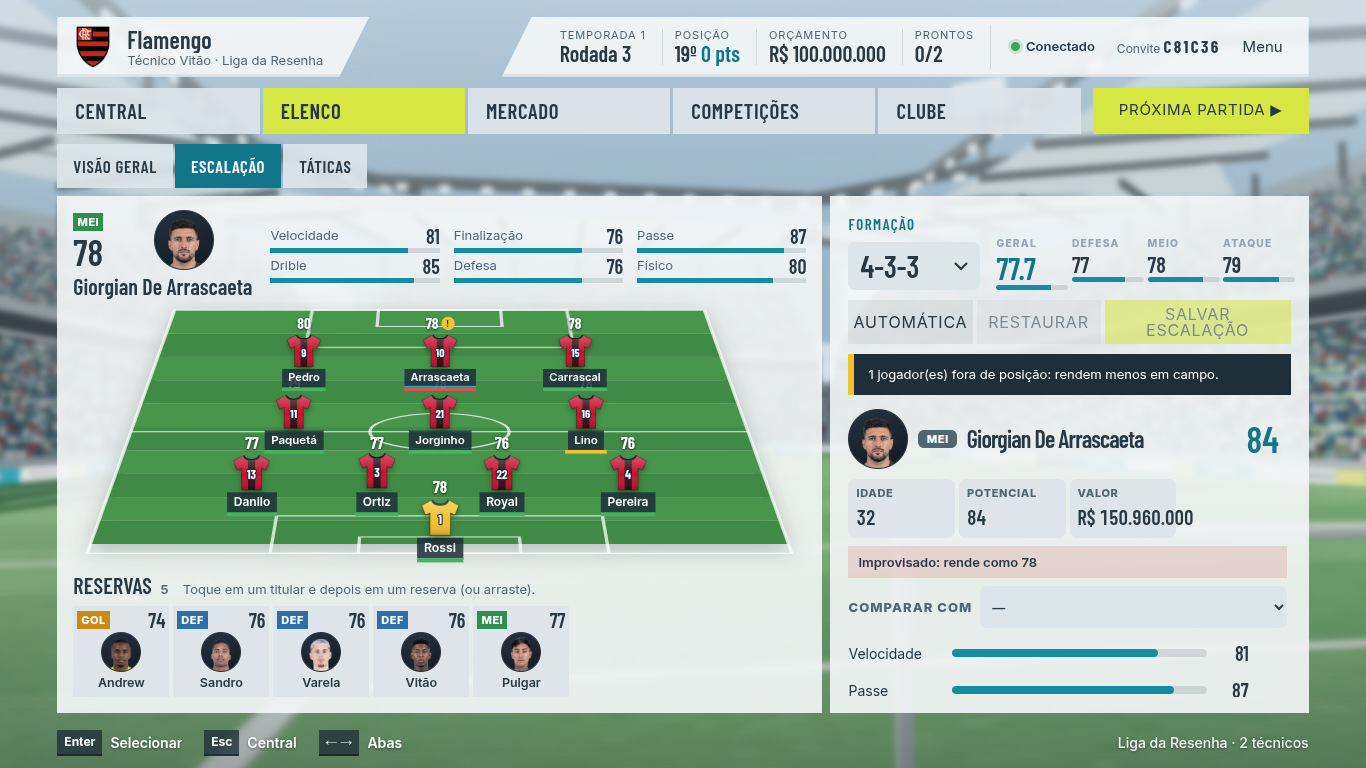 Flamengo
Técnico Vitão · Liga da Resenha
TEMPORADA 1
Rodada 3
POSIÇÃO
19º 0 pts
ORÇAMENTO
R$ 100.000.000
PRONTOS
0/2
Conectado
Convite C81C36
Menu
CENTRAL
ELENCO
MERCADO
COMPETIÇÕES
CLUBE
PRÓXIMA PARTIDA ▶
VISÃO GERAL
ESCALAÇÃO
TÁTICAS
MEI
78
Giorgian De Arrascaeta
Velocidade 81
Finalização 76
Passe 87
Drible 85
Defesa 76
Físico 80
80
78 !
78
9
10
15
Pedro
Arrascaeta
Carrascal
11
21
16
Paquetá
Jorginho
Lino
77
77
76
76
13
3
22
4
Danilo
Ortiz
Royal
Pereira
78
1
Rossi
RESERVAS 5 Toque em um titular e depois em um reserva (ou arraste).
GOL 74
Andrew
DEF 76
Sandro
DEF 76
Varela
DEF 76
Vitão
MEI 77
Pulgar
FORMAÇÃO
4-3-3
GERAL
77.7
DEFESA
77
MEIO
78
ATAQUE
79
AUTOMÁTICA
RESTAURAR
SALVAR
ESCALAÇÃO
1 jogador(es) fora de posição: rendem menos em campo.
MEI Giorgian De Arrascaeta 84
IDADE
32
POTENCIAL
84
VALOR
R$ 150.960.000
Improvisado: rende como 78
COMPARAR COM —
Velocidade 81
Passe 87
Enter Selecionar
Esc Central
←→ Abas
Liga da Resenha · 2 técnicos